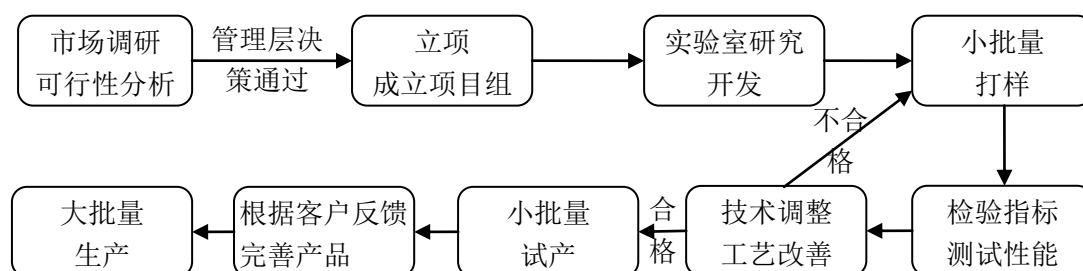 市场调研
可行性分析
管理层决
策通过
立项
成立项目组
实验室研究
开发
小批量
打样
不合
格
大批量
生产
根据客户反馈
完善产品
小批量
试产
合
格
技术调整
工艺改善
检验指标
测试性能